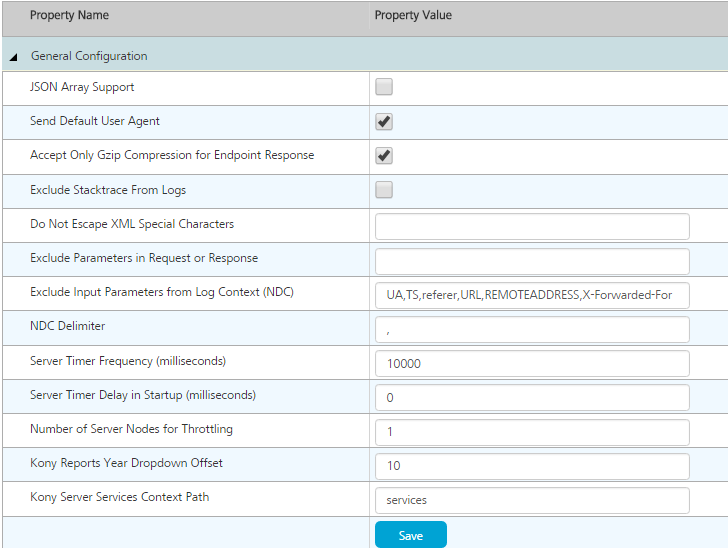 Property Name Property Value
General Configuration
JSON Array Support
Send Default User Agent
Accept Only Gzip Compression for Endpoint Response
Exclude Stacktrace From Logs
Do Not Escape XML Special Characters
Exclude Parameters in Request or Response
Exclude Input Parameters from Log Context (NDC) UA,TS,referer,URL,REMOTEADDRESS,X-Forwarded-For
NDC Delimiter ,
Server Timer Frequency (milliseconds) 10000
Server Timer Delay in Startup (milliseconds) 0
Number of Server Nodes for Throttling 1
Kony Reports Year Dropdown Offset 10
Kony Server Services Context Path services
Save